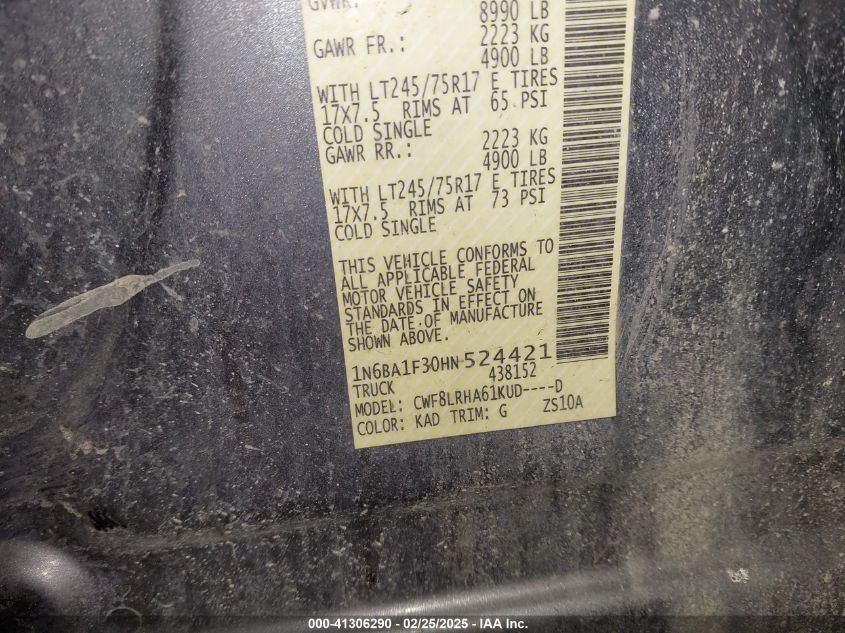 GVWR:
8990 LB
GAWR FR.: 2223 KG
4900 LB
WITH LT245/75R17 E TIRES
17X7.5 RIMS AT 65 PSI
COLD SINGLE
GAWR RR.: 2223 KG
4900 LB
WITH LT245/75R17 E TIRES
17X7.5 RIMS AT 73 PSI
COLD SINGLE
THIS VEHICLE CONFORMS TO
ALL APPLICABLE FEDERAL
MOTOR VEHICLE SAFETY
STANDARDS IN EFFECT ON
THE DATE OF MANUFACTURE
SHOWN ABOVE.
1N6BA1F30HN524421
TRUCK 438152
MODEL: CWF8LRHA61KUD----D
COLOR: KAD TRIM: G ZS10A
000-41306290 - 02/25/2025 - IAA Inc.